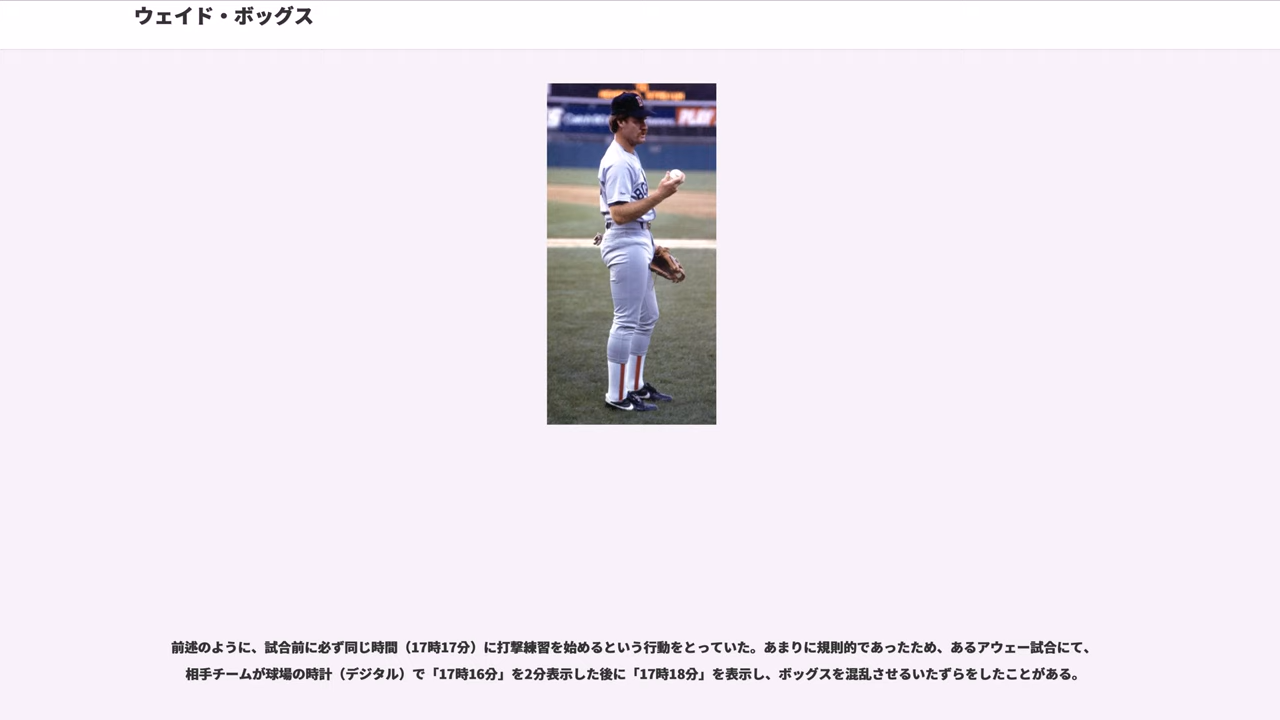 ウェイド・ボッグス
前述のように、試合前に必ず同じ時間（17時17分）に打撃練習を始めるという行動をとっていた。あまりに規則的であったため、あるアウェー試合にて、
相手チームが球場の時計（デジタル）で「17時16分」を2分表示した後に「17時18分」を表示し、ボッグスを混乱させるいたずらをしたことがある。